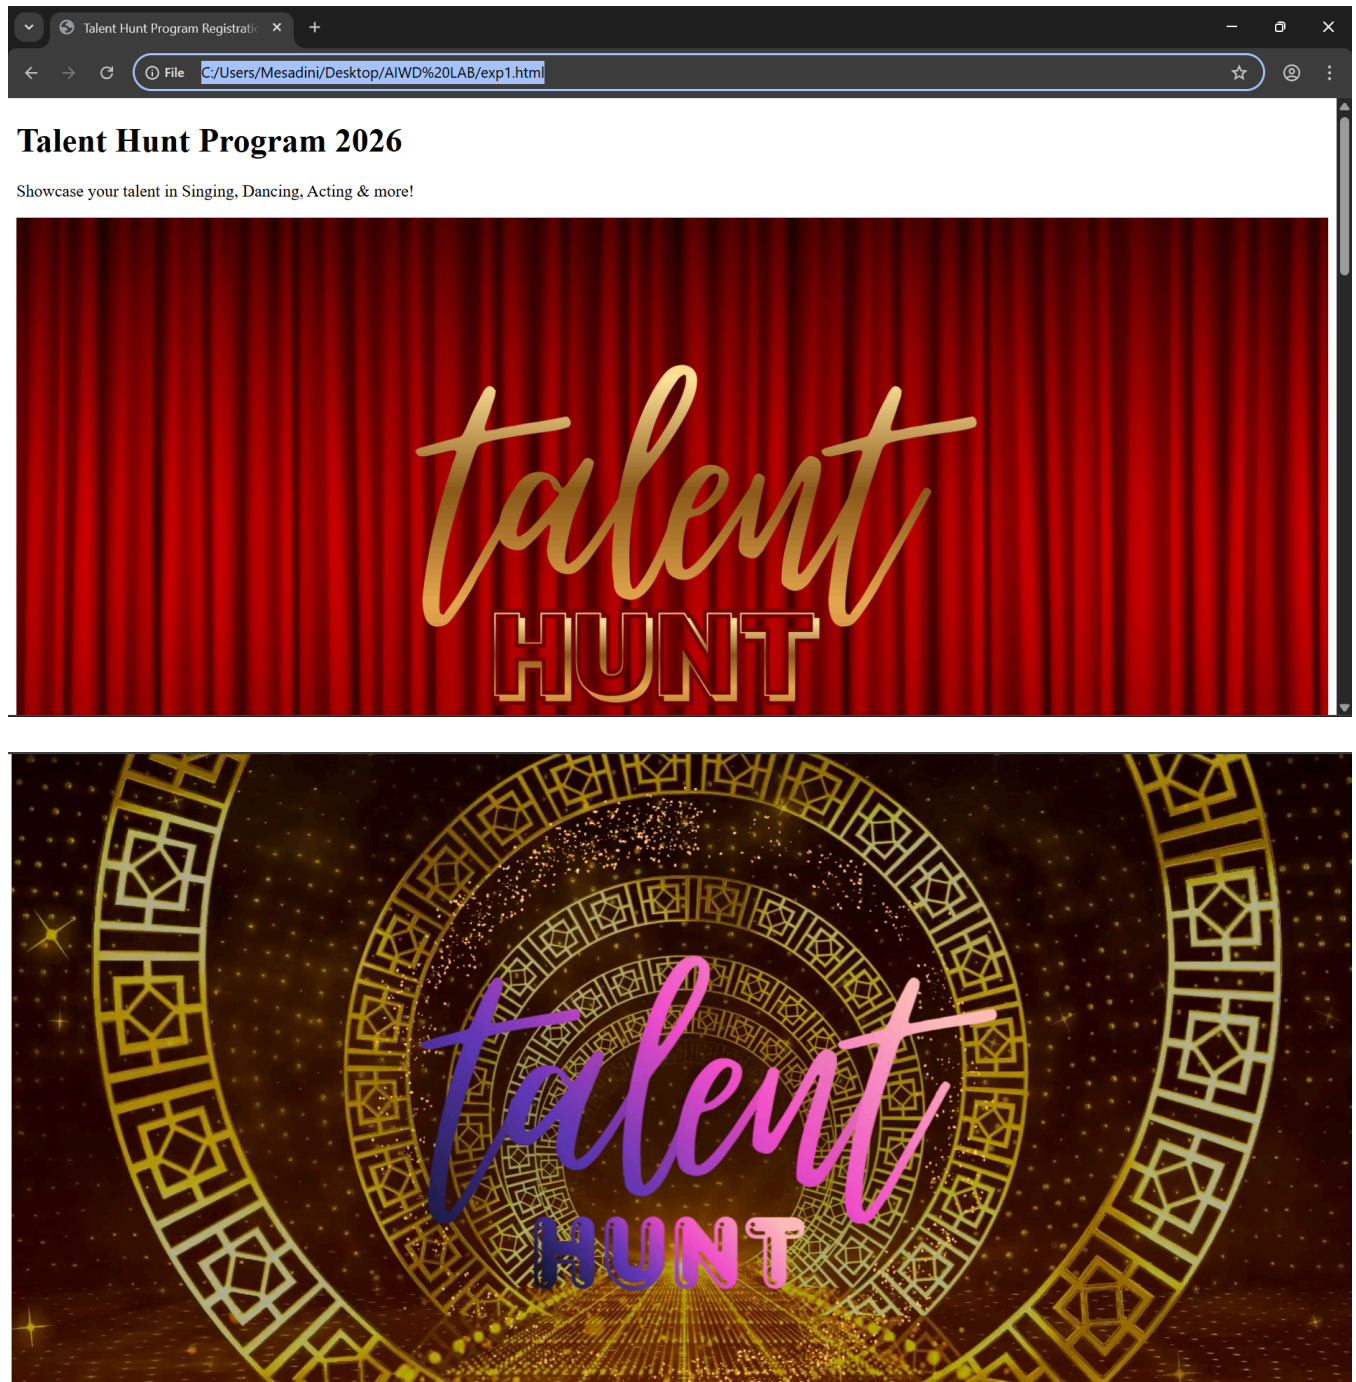 Talent Hunt Program Registratic
File C:/Users/Mesadini/Desktop/AIWD%20LAB/exp1.html
Talent Hunt Program 2026
Showcase your talent in Singing, Dancing, Acting & more!
talent
HUNT
talent
HUNT